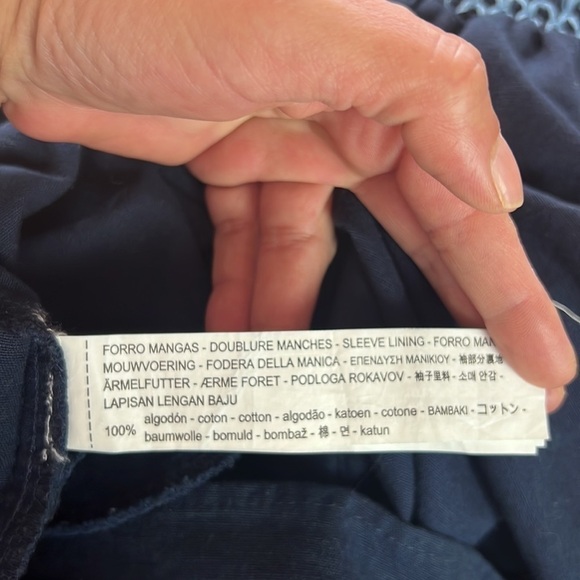 FORRO MANGAS - DOUBLURE MANCHES - SLEEVE LINING - FORRO MAN
MOUWVOERING - FODERA DELLA MANICA - ΕΠΕΝΔΥΣΗ ΜΑΝΙΚΙΟΥ - 袖部分裏地
ÄRMELFUTTER - ÆRME FORET - PODLOGA ROKAVOV - 袖子里料 - 소매 안감 -
LAPISAN LENGAN BAJU
algodón - coton - cotton - algodão - katoen - cotone - ΒΑΜΒΑΚΙ - コットン -
100%
baumwolle - bomuld - bombaž - 棉 - 면 - katun